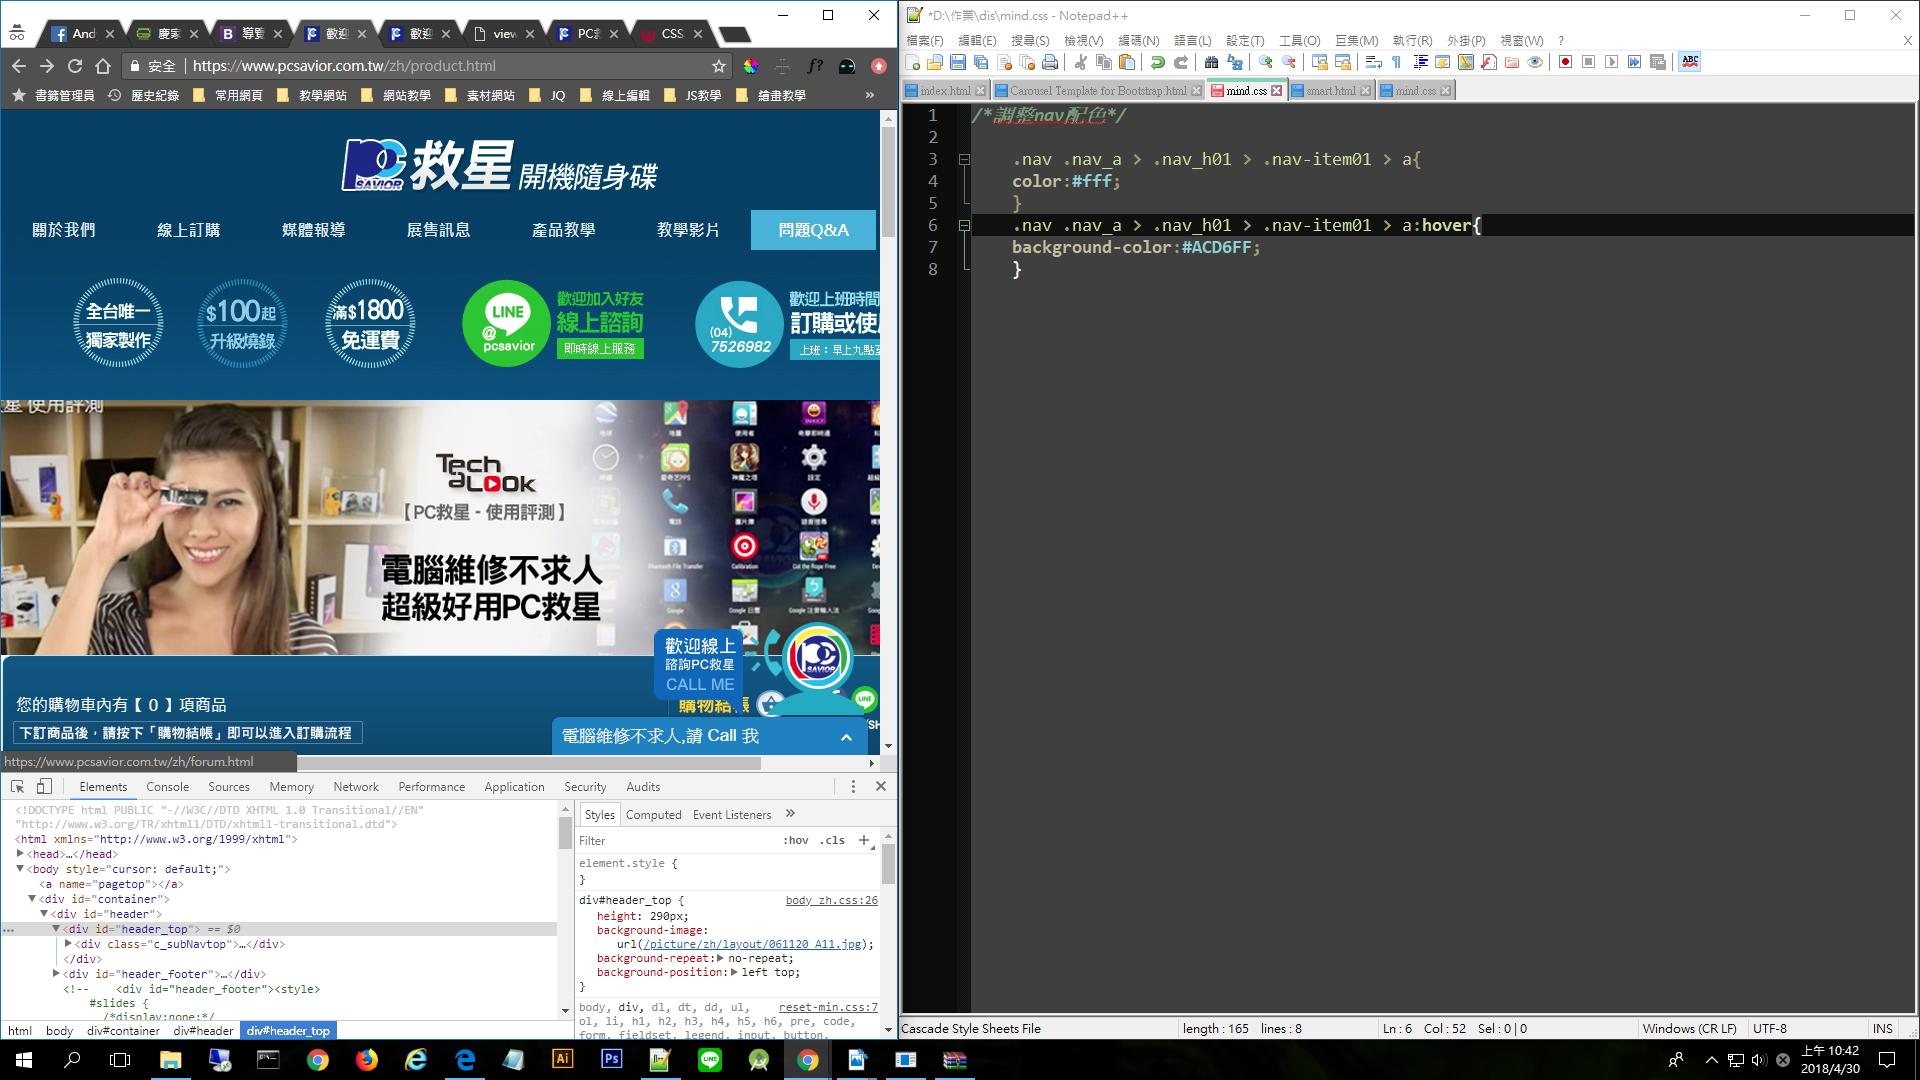 And
慶家
導覽
歡迎
歡迎
view
PC救
CSS
安全
https://www.pcsavior.com.tw/zh/product.html
書籤管理員
歷史紀錄
常用網頁
教學網站
網站教學
素材網站
JQ
線上編輯
JS教學
繪畫教學
PC SAVIOR 救星 開機隨身碟
關於我們
線上訂購
媒體報導
展售訊息
產品教學
教學影片
問題Q&A
全台唯一
獨家製作
$100起
升級燒錄
滿$1800
免運費
LINE
@
pcsavior
歡迎加入好友
線上諮詢
即時線上服務
(04)
7526982
歡迎上班時間
訂購或使
上班：早上九點
使用評測
Tech a LOOK
【PC救星 - 使用評測】
電腦維修不求人
超級好用PC救星
歡迎線上
諮詢PC救星
CALL ME
PC SAVIOR
您的購物車內有【 0 】項商品
購物結帳
下訂商品後，請按下「購物結帳」即可以進入訂購流程
電腦維修不求人,請 Call 我
https://www.pcsavior.com.tw/zh/forum.html
Elements
Console
Sources
Memory
Network
Performance
Application
Security
Audits
<!DOCTYPE html PUBLIC "-//W3C//DTD XHTML 1.0 Transitional//EN"
"http://www.w3.org/TR/xhtml1/DTD/xhtml1-transitional.dtd">
<html xmlns="http://www.w3.org/1999/xhtml">
<head>…</head>
<body style="cursor: default;">
<a name="pagetop"></a>
<div id="container">
<div id="header">
<div id="header_top"> == $0
<div class="c_subNavtop">…</div>
</div>
<div id="header_footer">…</div>
<!-- <div id="header_footer"><style>
#slides {
/*display:none;*/
html
body
div#container
div#header
div#header_top
Styles
Computed
Event Listeners
Filter
:hov
.cls
element.style {
}
div#header_top {
body_zh.css:26
height: 290px;
background-image:
url(/picture/zh/layout/061120_A11.jpg);
background-repeat: no-repeat;
background-position: left top;
}
body, div, dl, dt, dd, ul,
reset-min.css:7
ol, li, h1, h2, h3, h4, h5, h6, pre, code,
form, fieldset, legend, input, button,
*D:\作業\dis\mind.css - Notepad++
檔案(F)
編輯(E)
搜尋(S)
檢視(V)
編碼(N)
語言(L)
設定(T)
工具(O)
巨集(M)
執行(R)
外掛(P)
視窗(W)
?
X
index.html
Carousel Template for Bootstrap.html
mind.css
smart.html
mind.css
1 /*調整nav配色*/
2
3 .nav .nav_a > .nav_h01 > .nav-item01 > a{
4 color:#fff;
5 }
6 .nav .nav_a > .nav_h01 > .nav-item01 > a:hover{
7 background-color:#ACD6FF;
8 }
Cascade Style Sheets File
length : 165 lines : 8
Ln : 6 Col : 52 Sel : 0 | 0
Windows (CR LF)
UTF-8
INS
上午 10:42
2018/4/30